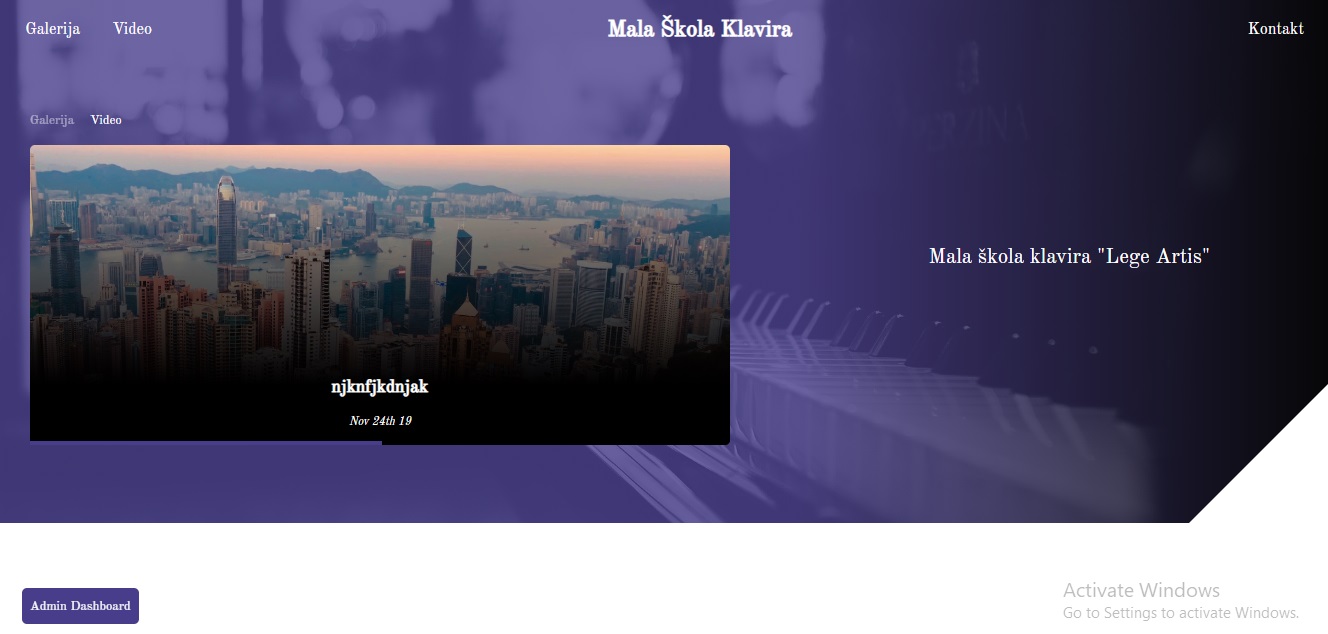 Galerija Video Mala Škola Klavira Kontakt
Galerija Video
Mala škola klavira "Lege Artis"
njknfjkdnjak
Nov 24th 19
Admin Dashboard
Activate Windows
Go to Settings to activate Windows.